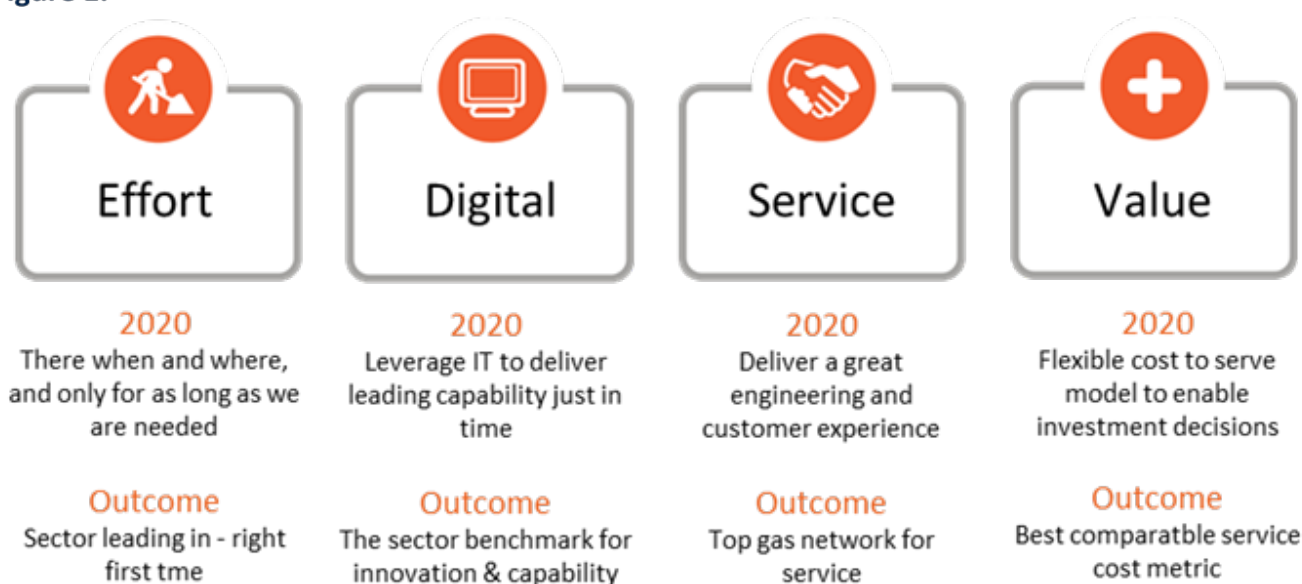 Effort
2020
There when and where,
and only for as long as we
are needed
Outcome
Sector leading in - right
first tme
Digital
2020
Leverage IT to deliver
leading capability just in
time
Outcome
The sector benchmark for
innovation & capability
Service
2020
Deliver a great
engineering and
customer experience
Outcome
Top gas network for
service
Value
2020
Flexible cost to serve
model to enable
investment decisions
Outcome
Best comparatble service
cost metric